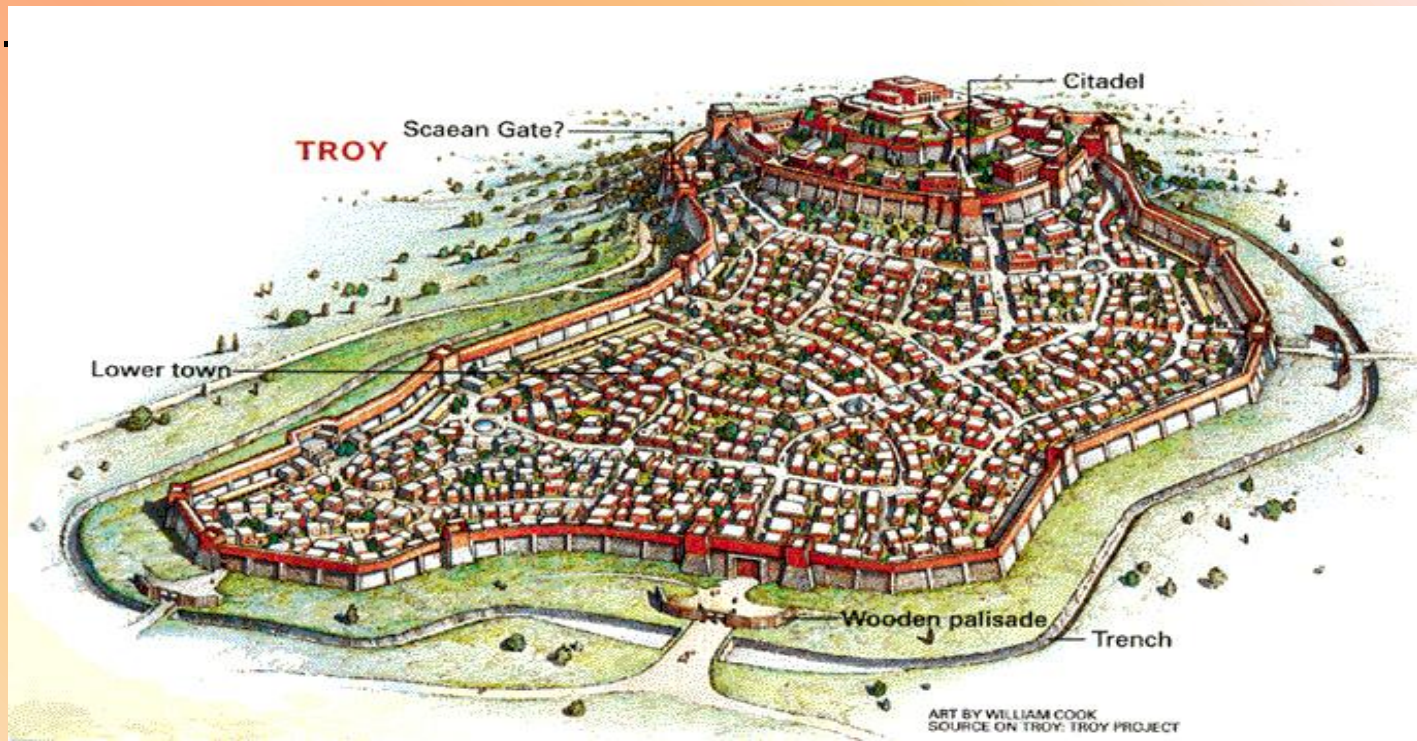 Citadel
Scaean Gate?
TROY
Lower town
Wooden palisade
Trench
ART BY WILLIAM COOK
SOURCE ON TROY: TROY PROJECT